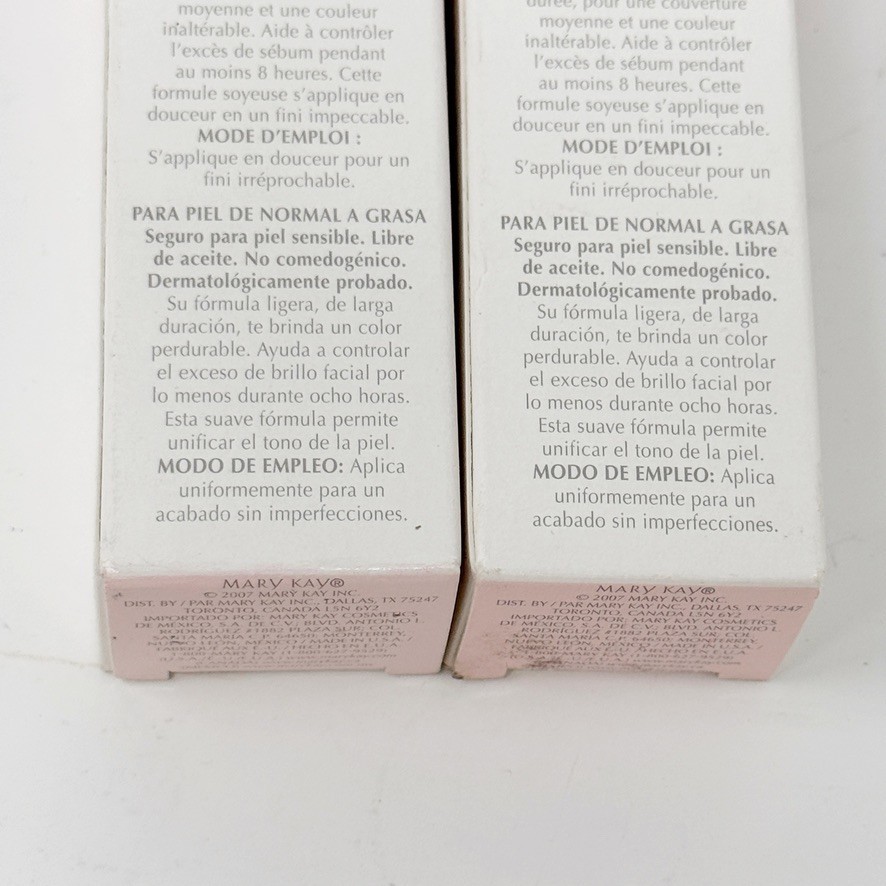 moyenne et une couleur
inaltérable. Aide à contrôler
l'excès de sébum pendant
au moins 8 heures. Cette
formule soyeuse s'applique en
douceur en un fini impeccable.
MODE D'EMPLOI :
S'applique en douceur pour un
fini irréprochable.
PARA PIEL DE NORMAL A GRASA
Seguro para piel sensible. Libre
de aceite. No comedogénico.
Dermatológicamente probado.
Su fórmula ligera, de larga
duración, te brinda un color
perdurable. Ayuda a controlar
el exceso de brillo facial por
lo menos durante ocho horas.
Esta suave fórmula permite
unificar el tono de la piel.
MODO DE EMPLEO: Aplica
uniformemente para un
acabado sin imperfecciones.
MARY KAY®
© 2007 MARY KAY INC.
DIST. BY / PAR MARY KAY INC., DALLAS, TX 75247
TORONTO, CANADA L5N 6Y2
IMPORTADO POR: MARY KAY COSMETICS
DE MÉXICO, S.A. DE C.V., BLVD. ANTONIO L.
RODRÍGUEZ #1882 PLAZA SUR, COL.
SANTA MARÍA C.P. 64650, MONTERREY,
MADE IN U.S.A. /
FABRIQUÉ AUX É.-U. / HECHO EN E.U.A.
durée, pour une couverture
moyenne et une couleur
inaltérable. Aide à contrôler
l'excès de sébum pendant
au moins 8 heures. Cette
formule soyeuse s'applique en
douceur en un fini impeccable.
MODE D'EMPLOI :
S'applique en douceur pour un
fini irréprochable.
PARA PIEL DE NORMAL A GRASA
Seguro para piel sensible. Libre
de aceite. No comedogénico.
Dermatológicamente probado.
Su fórmula ligera, de larga
duración, te brinda un color
perdurable. Ayuda a controlar
el exceso de brillo facial por
lo menos durante ocho horas.
Esta suave fórmula permite
unificar el tono de la piel.
MODO DE EMPLEO: Aplica
uniformemente para un
acabado sin imperfecciones.
MARY KAY®
© 2007 MARY KAY INC.
DIST. BY / PAR MARY KAY INC., DALLAS, TX 75247
TORONTO, CANADA L5N 6Y2
IMPORTADO POR: MARY KAY COSMETICS
DE MÉXICO, S.A. DE C.V., BLVD. ANTONIO L.
RODRÍGUEZ #1882 PLAZA SUR, COL.
SANTA MARÍA C.P. 64650, MONTERREY,
MÉXICO / MADE IN U.S.A. /
FABRIQUÉ AUX É.-U. / HECHO EN E.U.A.